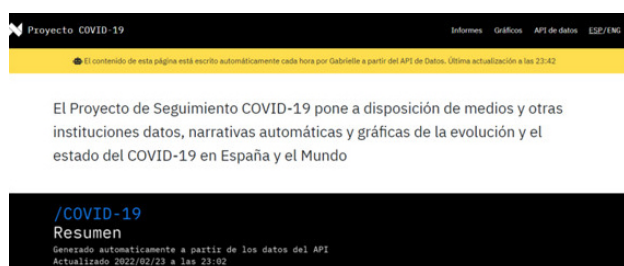 Proyecto COVID-19
Informes Gráficos API de datos ESP/ENG
El contenido de esta página está escrito automáticamente cada hora por Gabrielle a partir del API de Datos. Última actualización a las 23:42
El Proyecto de Seguimiento COVID-19 pone a disposición de medios y otras
instituciones datos, narrativas automáticas y gráficas de la evolución y el
estado del COVID-19 en España y el Mundo
/COVID-19
Resumen
Generado automaticamente a partir de los datos del API
Actualizado 2022/02/23 a las 23:02